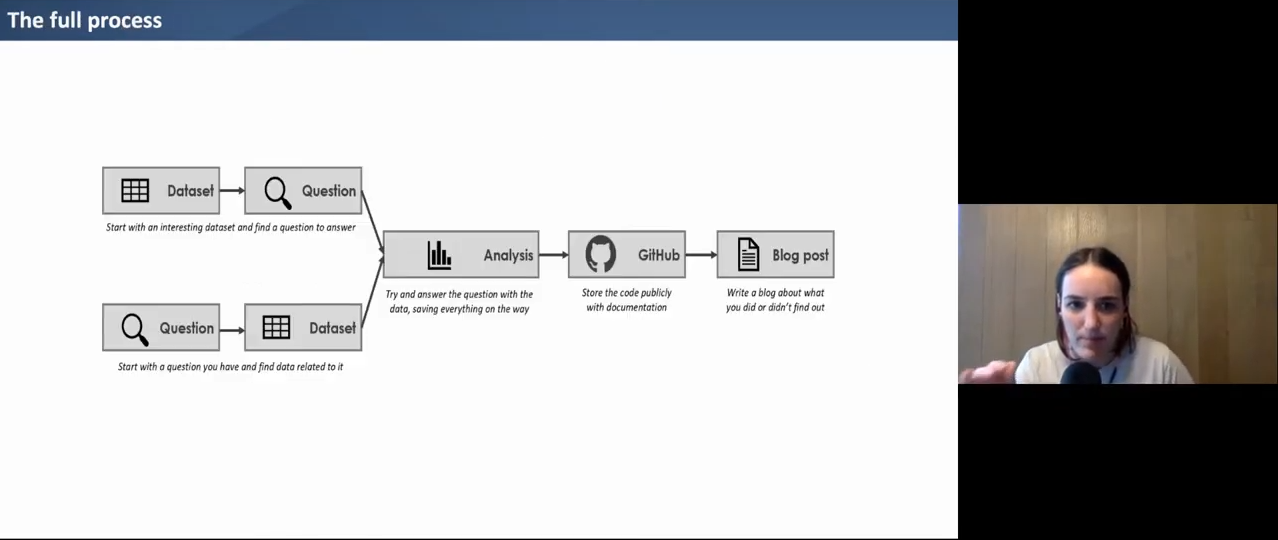 The full process
Dataset
Question
Start with an interesting dataset and find a question to answer
Analysis
GitHub
Blog post
Try and answer the question with the
data, saving everything on the way
Store the code publicly
with documentation
Write a blog about what
you did or didn't find out
Question
Dataset
Start with a question you have and find data related to it